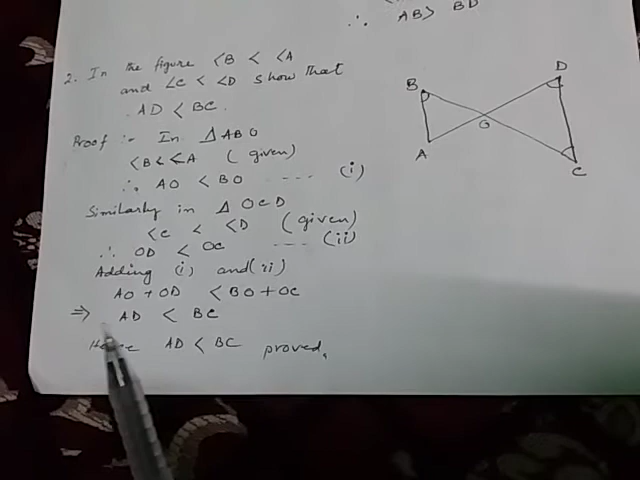 ∴ AB > BD
2. In the figure <B < <A
and <C < <D show that
AD < BC.
Proof :- In △ ABO
<B < <A (given)
∴ AO < BO --- (i)
Similarly in △ OCD
<C < <D (given)
∴ OD < OC --- (ii)
Adding (i) and (ii)
AO + OD < BO + OC
⇒ AD < BC
Hence AD < BC proved.
B
D
O
A
C